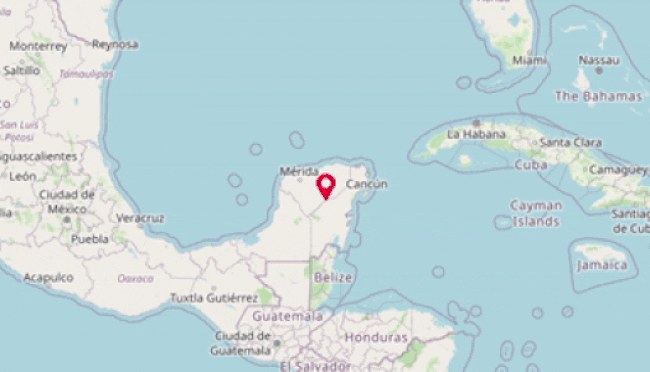 Monterrey
Reynosa
Saltillo
Tamaulipas
San Luis
Potosí
Aguascalientes
León
Ciudad de
México
Puebla
Veracruz
Acapulco
Oaxaca
Tuxtla Gutiérrez
Mérida
Cancún
Belize
Guatemala
Ciudad de
Guatemala
El Salvador
Honduras
Miami
Nassau
The Bahamas
La Habana
Santa Clara
Cuba
Camaguey
Cayman
Islands
Santiago
de Cub
Jamaica